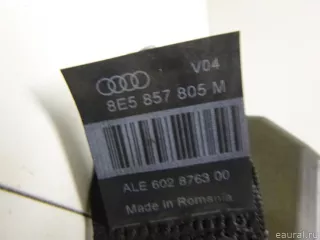 V04
8E5 857 805 M
ALE 602 8763 00
Made in Romania
© eaural.ru